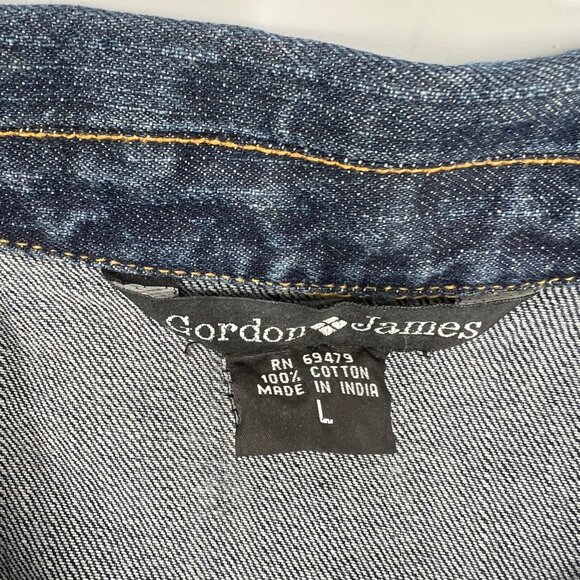 Gordon James
RN 69479
100% COTTON
MADE IN INDIA
L